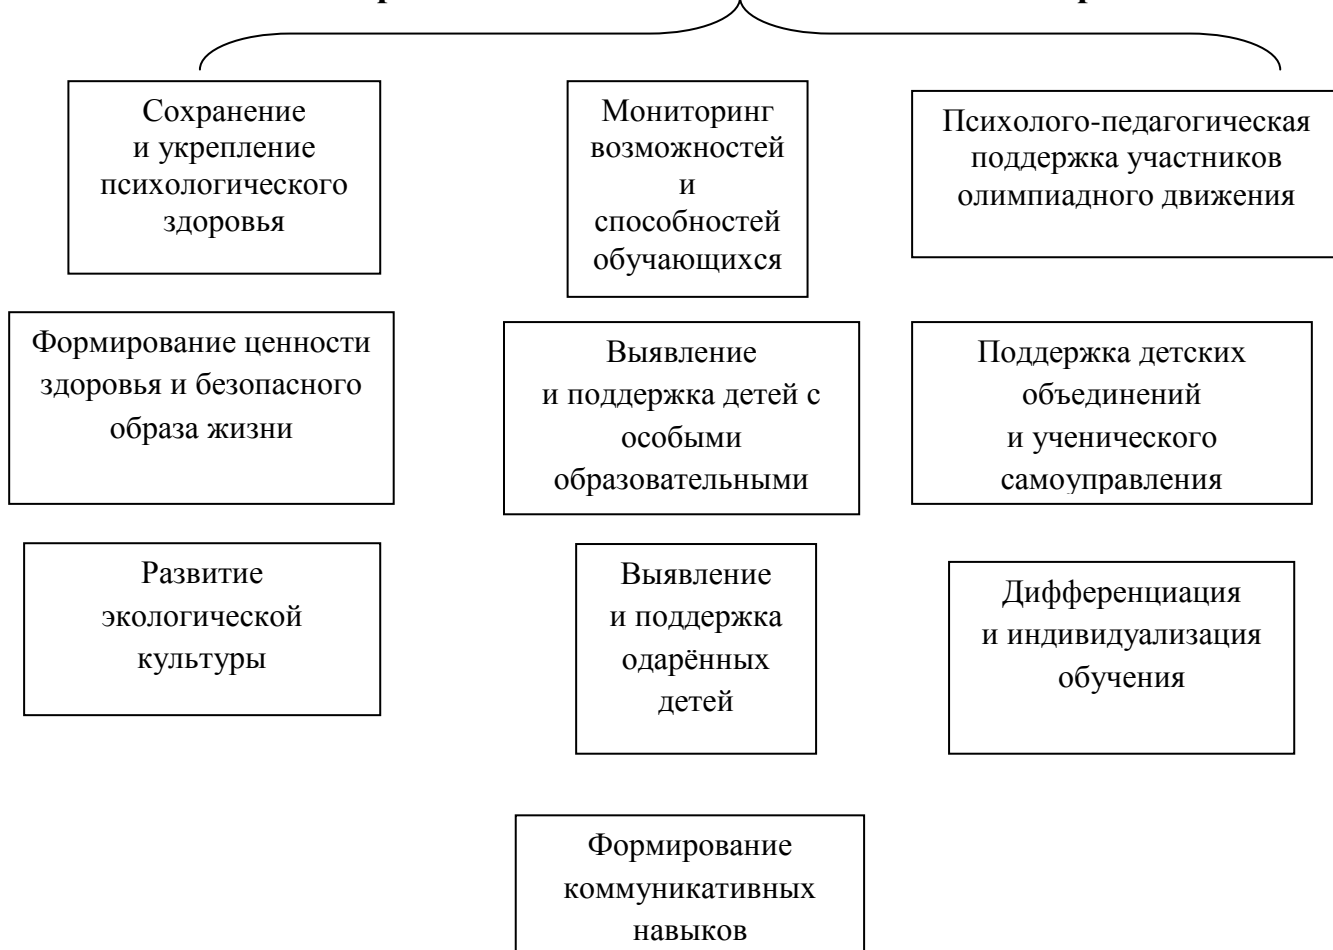 Сохранение
и укрепление
психологического
здоровья
Мониторинг
возможностей
и
способностей
обучающихся
Психолого-педагогическая
поддержка участников
олимпиадного движения
Формирование ценности
здоровья и безопасного
образа жизни
Выявление
и поддержка детей с
особыми
образовательными
Поддержка детских
объединений
и ученического
самоуправления
Развитие
экологической
культуры
Выявление
и поддержка
одарённых
детей
Дифференциация
и индивидуализация
обучения
Формирование
коммуникативных
навыков